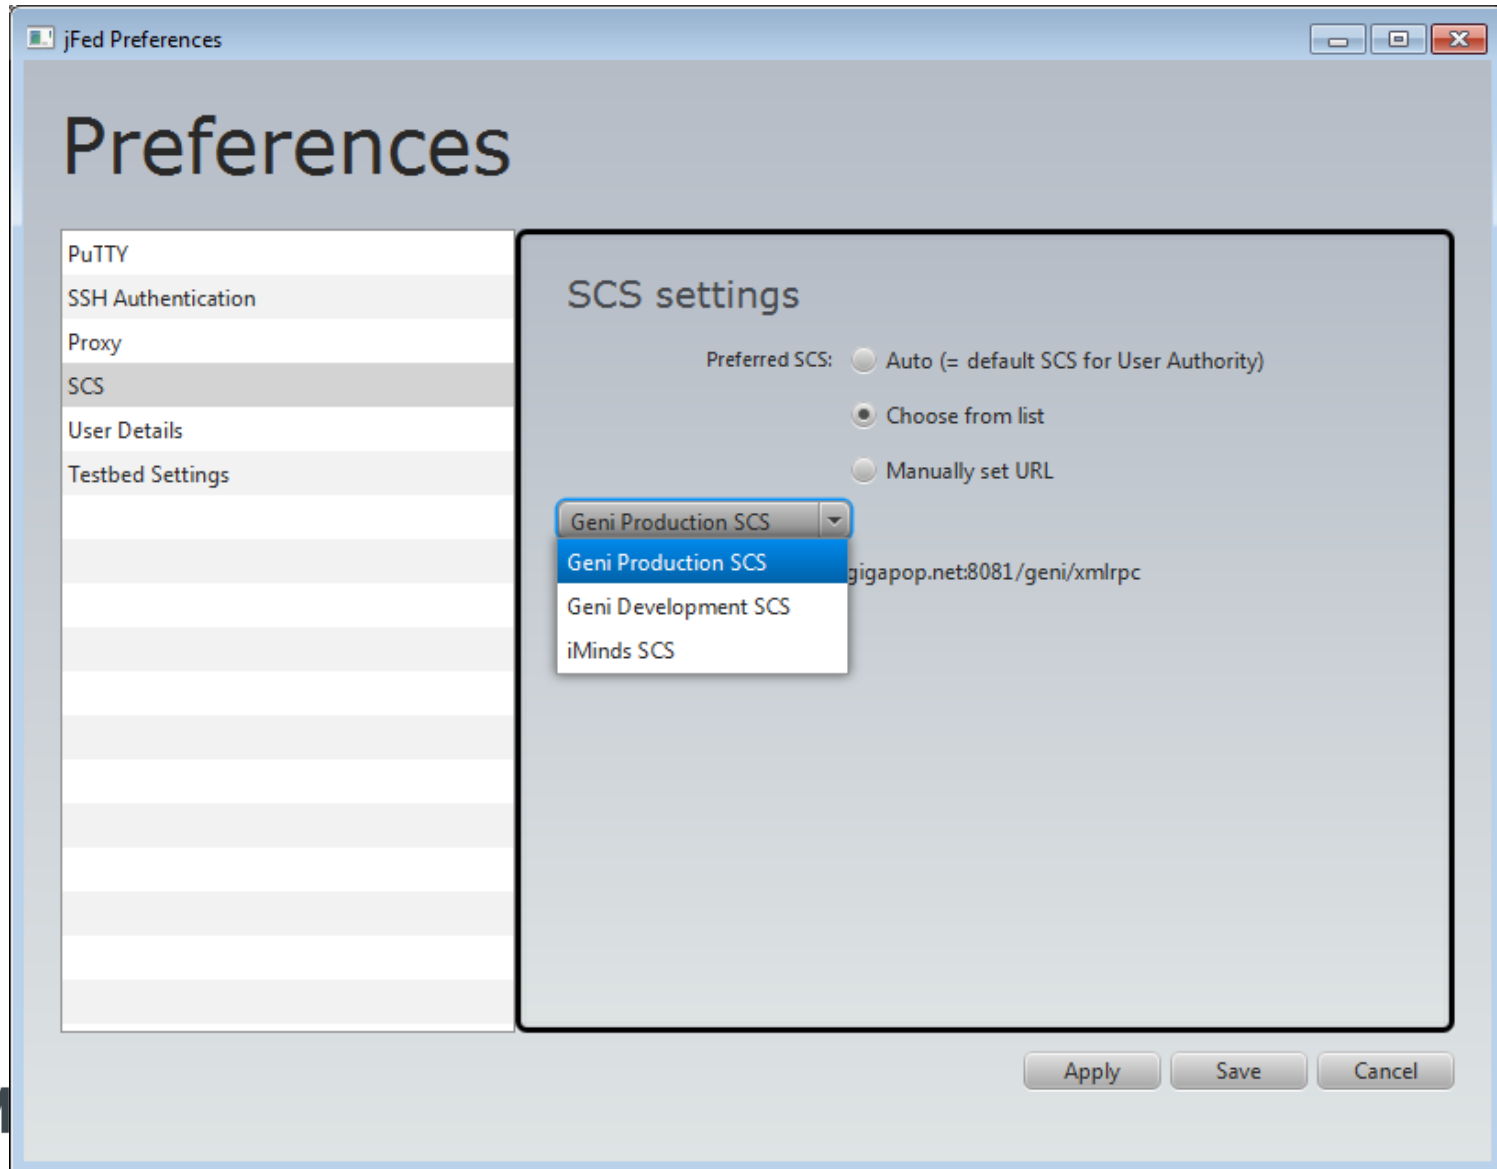 jFed Preferences
Preferences
PuTTY
SSH Authentication
Proxy
SCS
User Details
Testbed Settings
SCS settings
Preferred SCS:
Auto (= default SCS for User Authority)
Choose from list
Manually set URL
Geni Production SCS
Geni Production SCS
Geni Development SCS
iMinds SCS
gigapop.net:8081/geni/xmlrpc
Apply Save Cancel